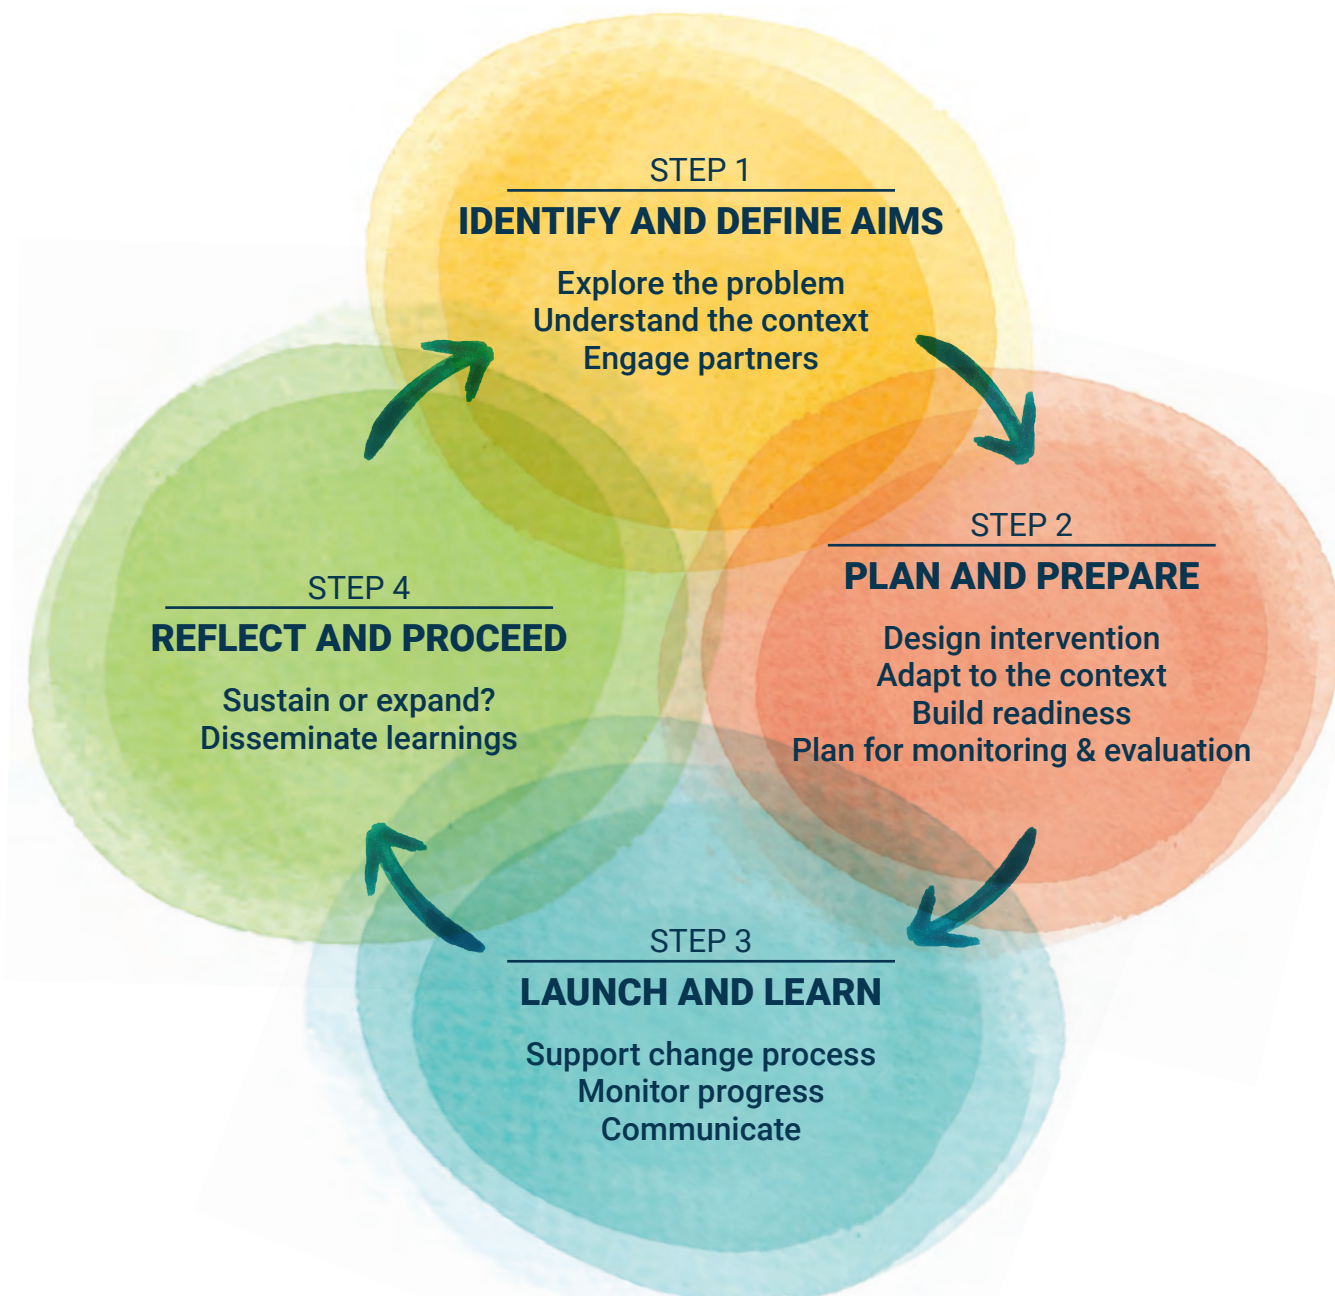 STEP 1
IDENTIFY AND DEFINE AIMS
Explore the problem
Understand the context
Engage partners
STEP 2
PLAN AND PREPARE
Design intervention
Adapt to the context
Build readiness
Plan for monitoring & evaluation
STEP 3
LAUNCH AND LEARN
Support change process
Monitor progress
Communicate
STEP 4
REFLECT AND PROCEED
Sustain or expand?
Disseminate learnings